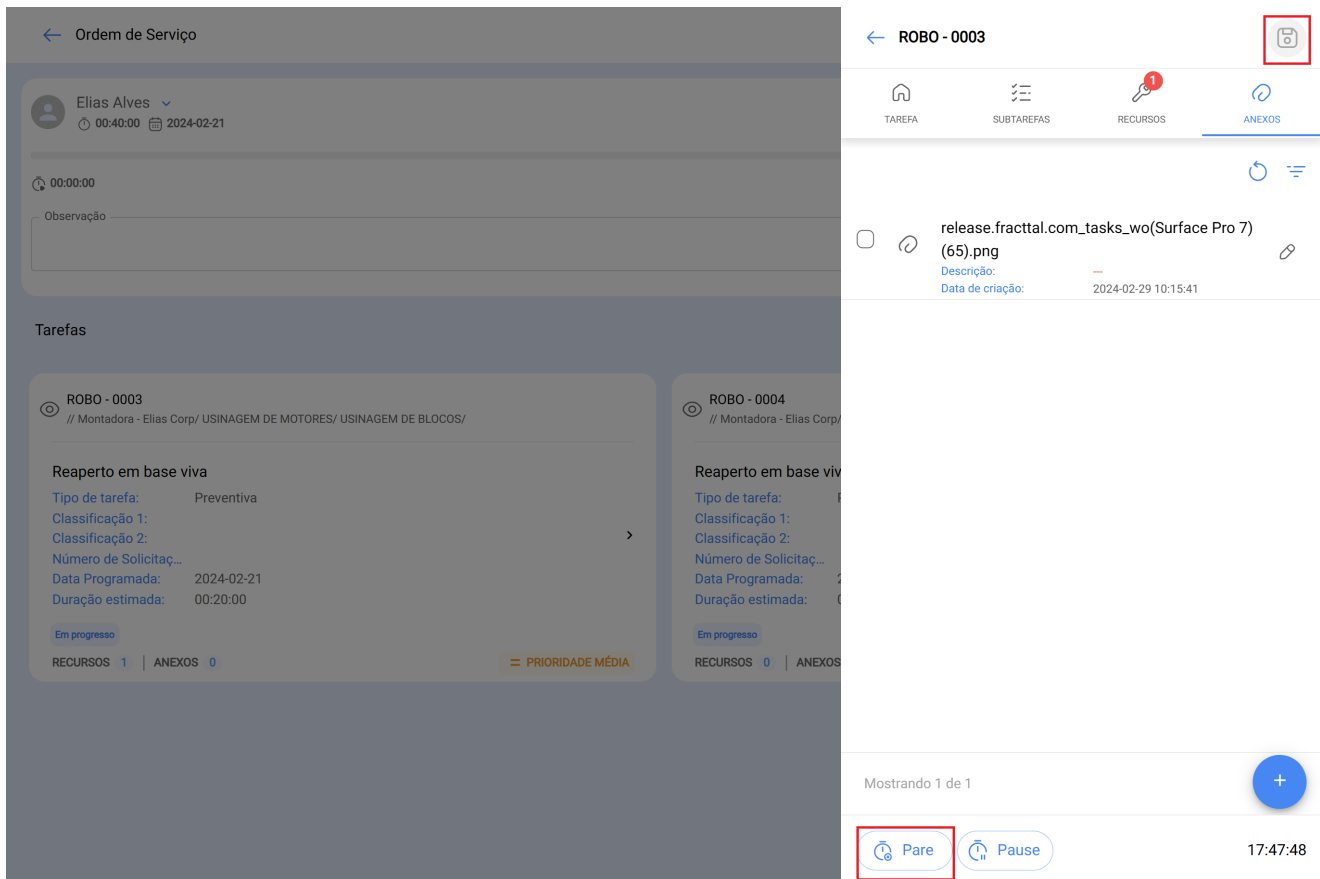 Ordem de Serviço
Elias Alves
00:40:00 2024-02-21
00:00:00
Observação
Tarefas
ROBO - 0003
// Montadora - Elias Corp/ USINAGEM DE MOTORES/ USINAGEM DE BLOCOS/
Reaperto em base viva
Tipo de tarefa: Preventiva
Classificação 1:
Classificação 2:
Número de Solicitaç...
Data Programada: 2024-02-21
Duração estimada: 00:20:00
Em progresso
RECURSOS 1 | ANEXOS 0
= PRIORIDADE MÉDIA
ROBO - 0004
// Montadora - Elias Corp/
Reaperto em base viv
Tipo de tarefa:
Classificação 1:
Classificação 2:
Número de Solicitaç...
Data Programada: 2
Duração estimada:
Em progresso
RECURSOS 0 | ANEXOS
ROBO - 0003
TAREFA
SUBTAREFAS
1
RECURSOS
ANEXOS
release.fracttal.com_tasks_wo(Surface Pro 7)
(65).png
Descrição: ---
Data de criação: 2024-02-29 10:15:41
Mostrando 1 de 1
+
Pare
Pause
17:47:48